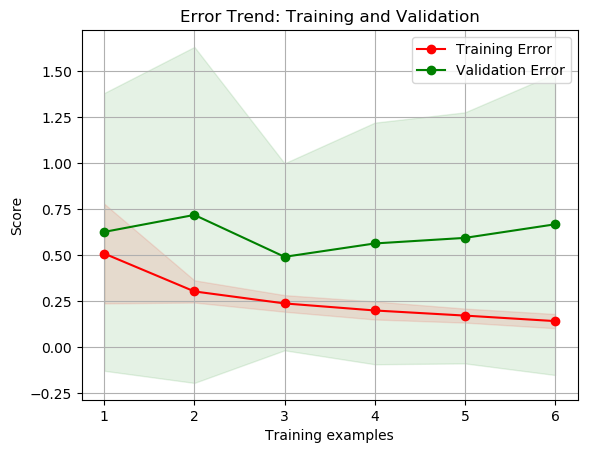 Error Trend: Training and Validation
Training Error
Validation Error
1.50
1.25
1.00
0.75
0.50
0.25
0.00
−0.25
Score
1 2 3 4 5 6
Training examples